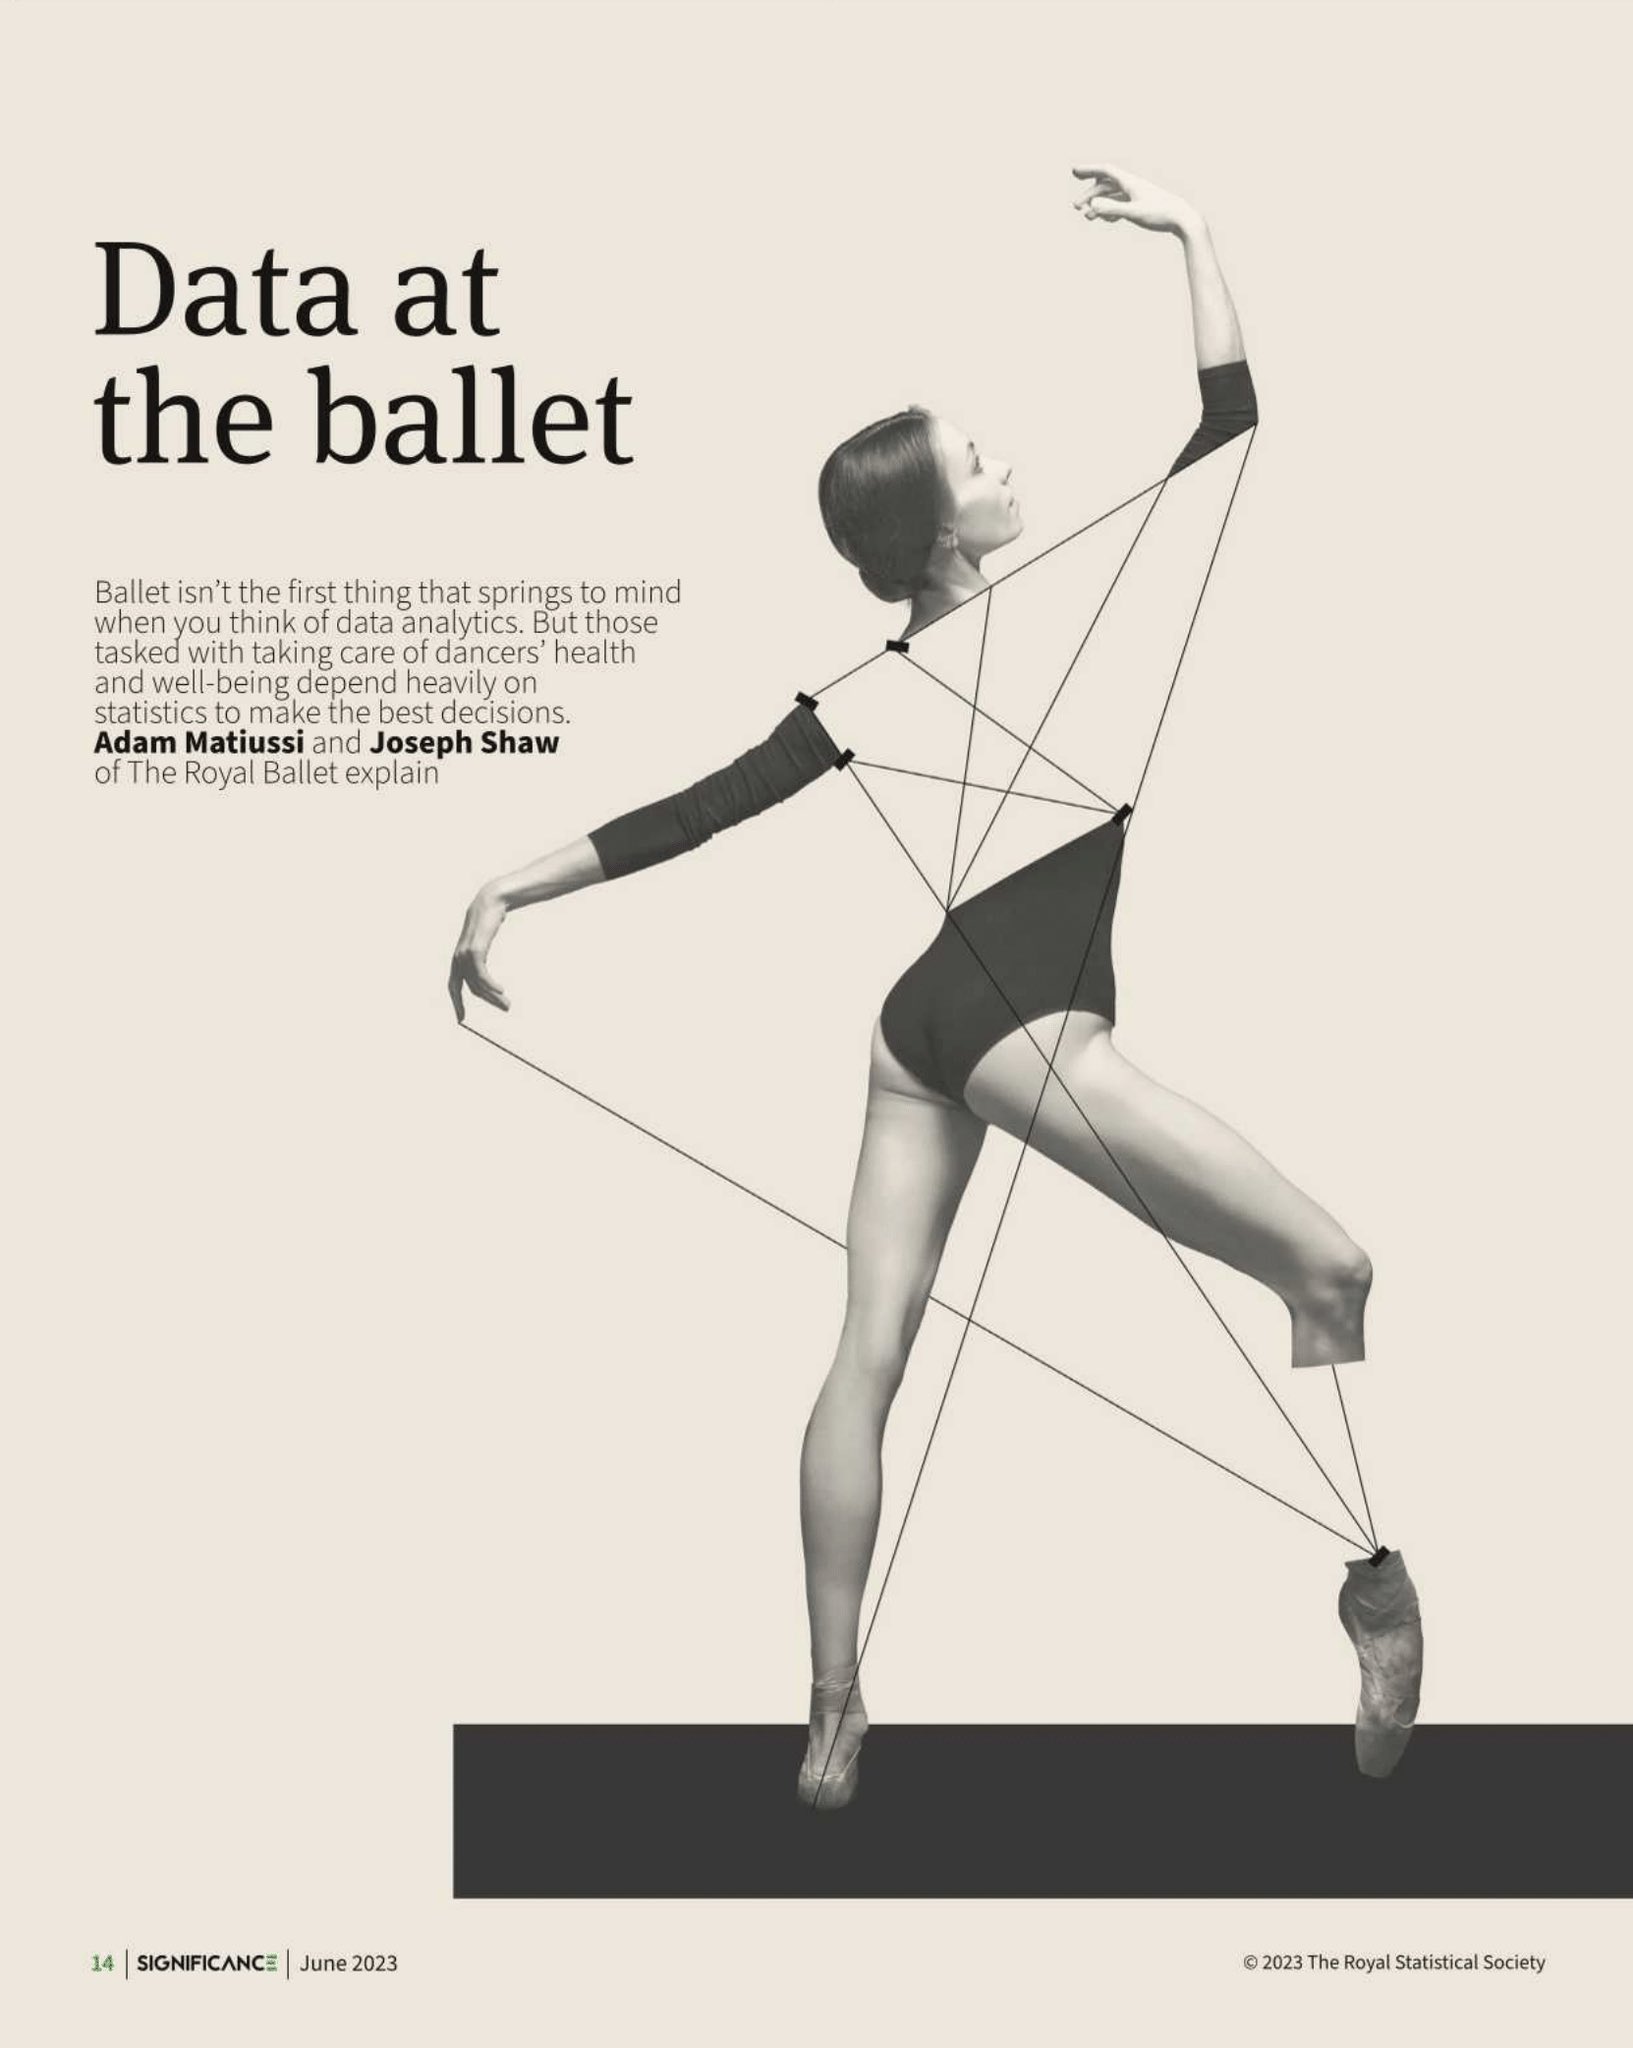 Data at
the ballet
Ballet isn’t the first thing that springs to mind
when you think of data analytics. But those
tasked with taking care of dancers’ health
and well-being depend heavily on
statistics to make the best decisions.
Adam Matiussi and Joseph Shaw
of The Royal Ballet explain
14 | SIGNIFICANCE | June 2023
© 2023 The Royal Statistical Society